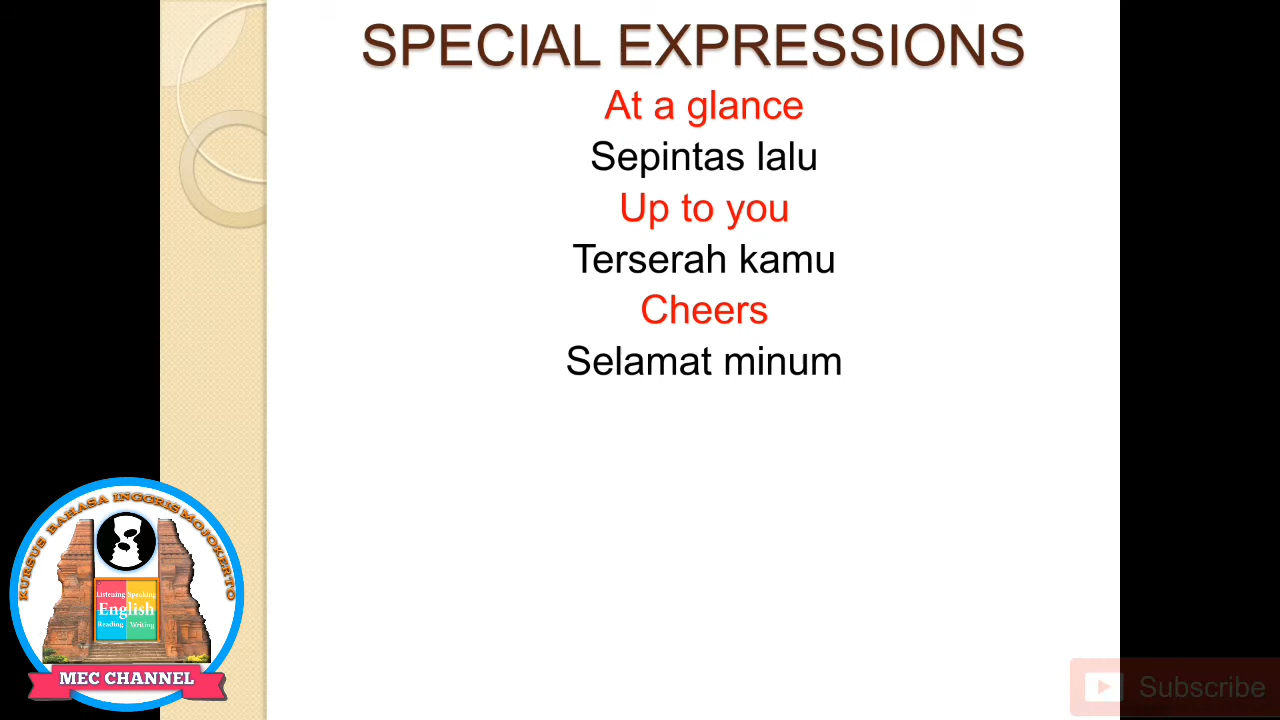 SPECIAL EXPRESSIONS
At a glance
Sepintas lalu
Up to you
Terserah kamu
Cheers
Selamat minum
KURSUS BAHASA INGGRIS MOJOKERTO
Listening Speaking
English
Reading Writing
MEC CHANNEL
Subscribe